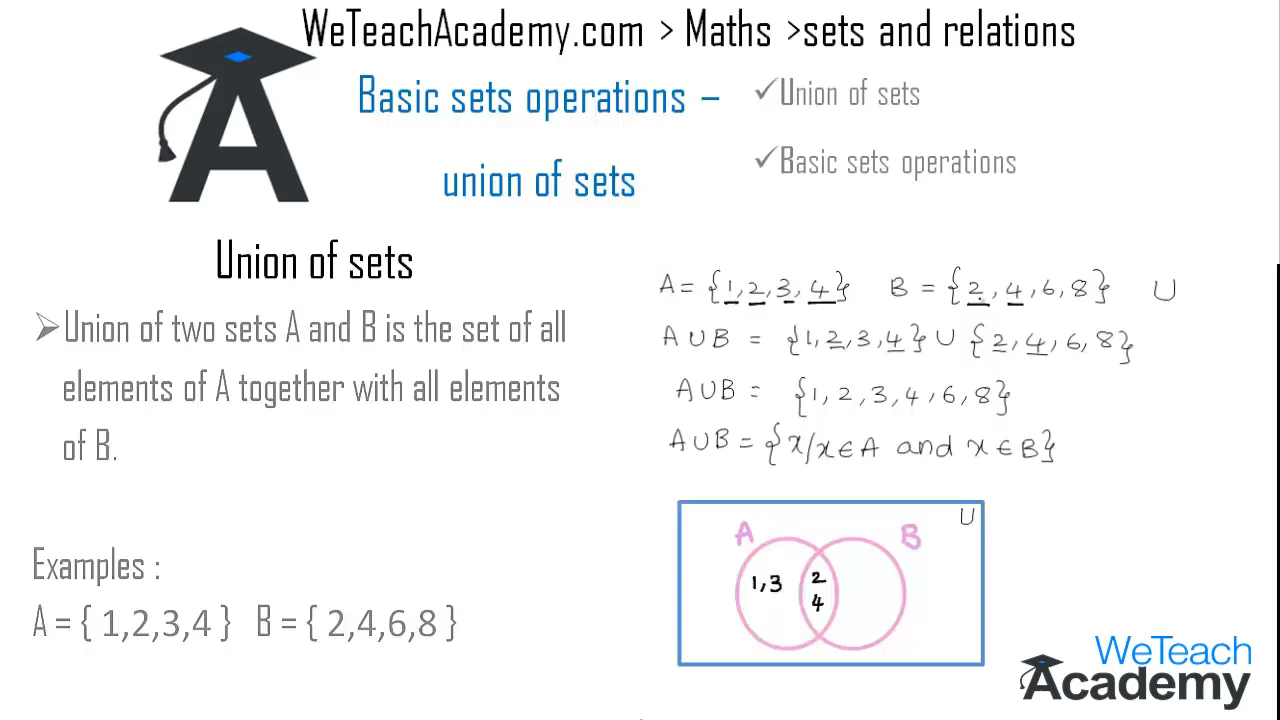 WeTeachAcademy.com > Maths >sets and relations
Basic sets operations –
union of sets
✓Union of sets
✓Basic sets operations
Union of sets
➢Union of two sets A and B is the set of all
elements of A together with all elements
of B.
Examples :
A = { 1,2,3,4 } B = { 2,4,6,8 }
A = {1, 2, 3, 4} B = {2, 4, 6, 8} U
A ∪ B = {1, 2, 3, 4} ∪ {2, 4, 6, 8}
A ∪ B = {1, 2, 3, 4, 6, 8}
A ∪ B = {x/x ∈ A and x ∈ B}
U
A B
1,3 2
4
WeTeach
Academy